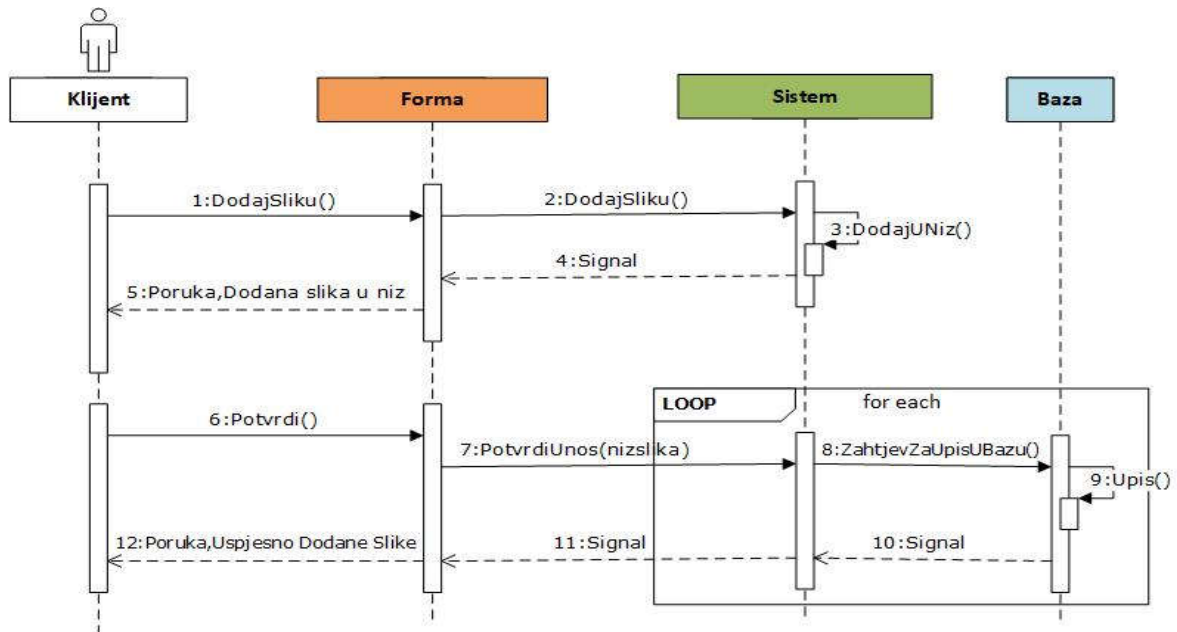 Klijent
Forma
Sistem
Baza
1:DodajSliku()
2:DodajSliku()
3:DodajUNiz()
4:Signal
5:Poruka,Dodana slika u niz
LOOP
for each
6:Potvrdi()
7:PotvrdiUnos(nizslika)
8:ZahtjevZaUpisUBazu()
9:Upis()
10:Signal
11:Signal
12:Poruka,Uspjesno Dodane Slike